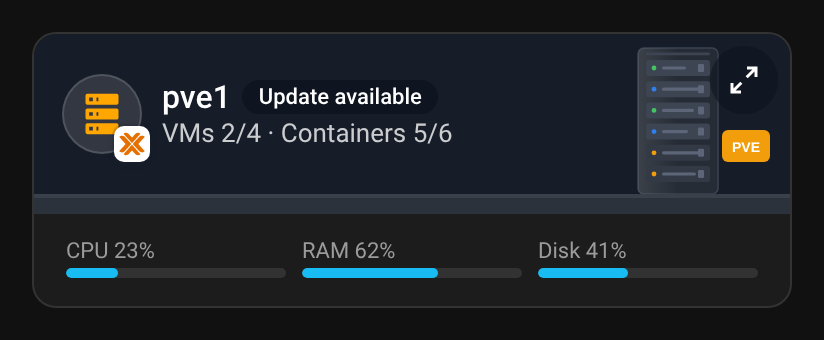 pve1 Update available
VMs 2/4 · Containers 5/6
PVE
CPU 23% RAM 62% Disk 41%